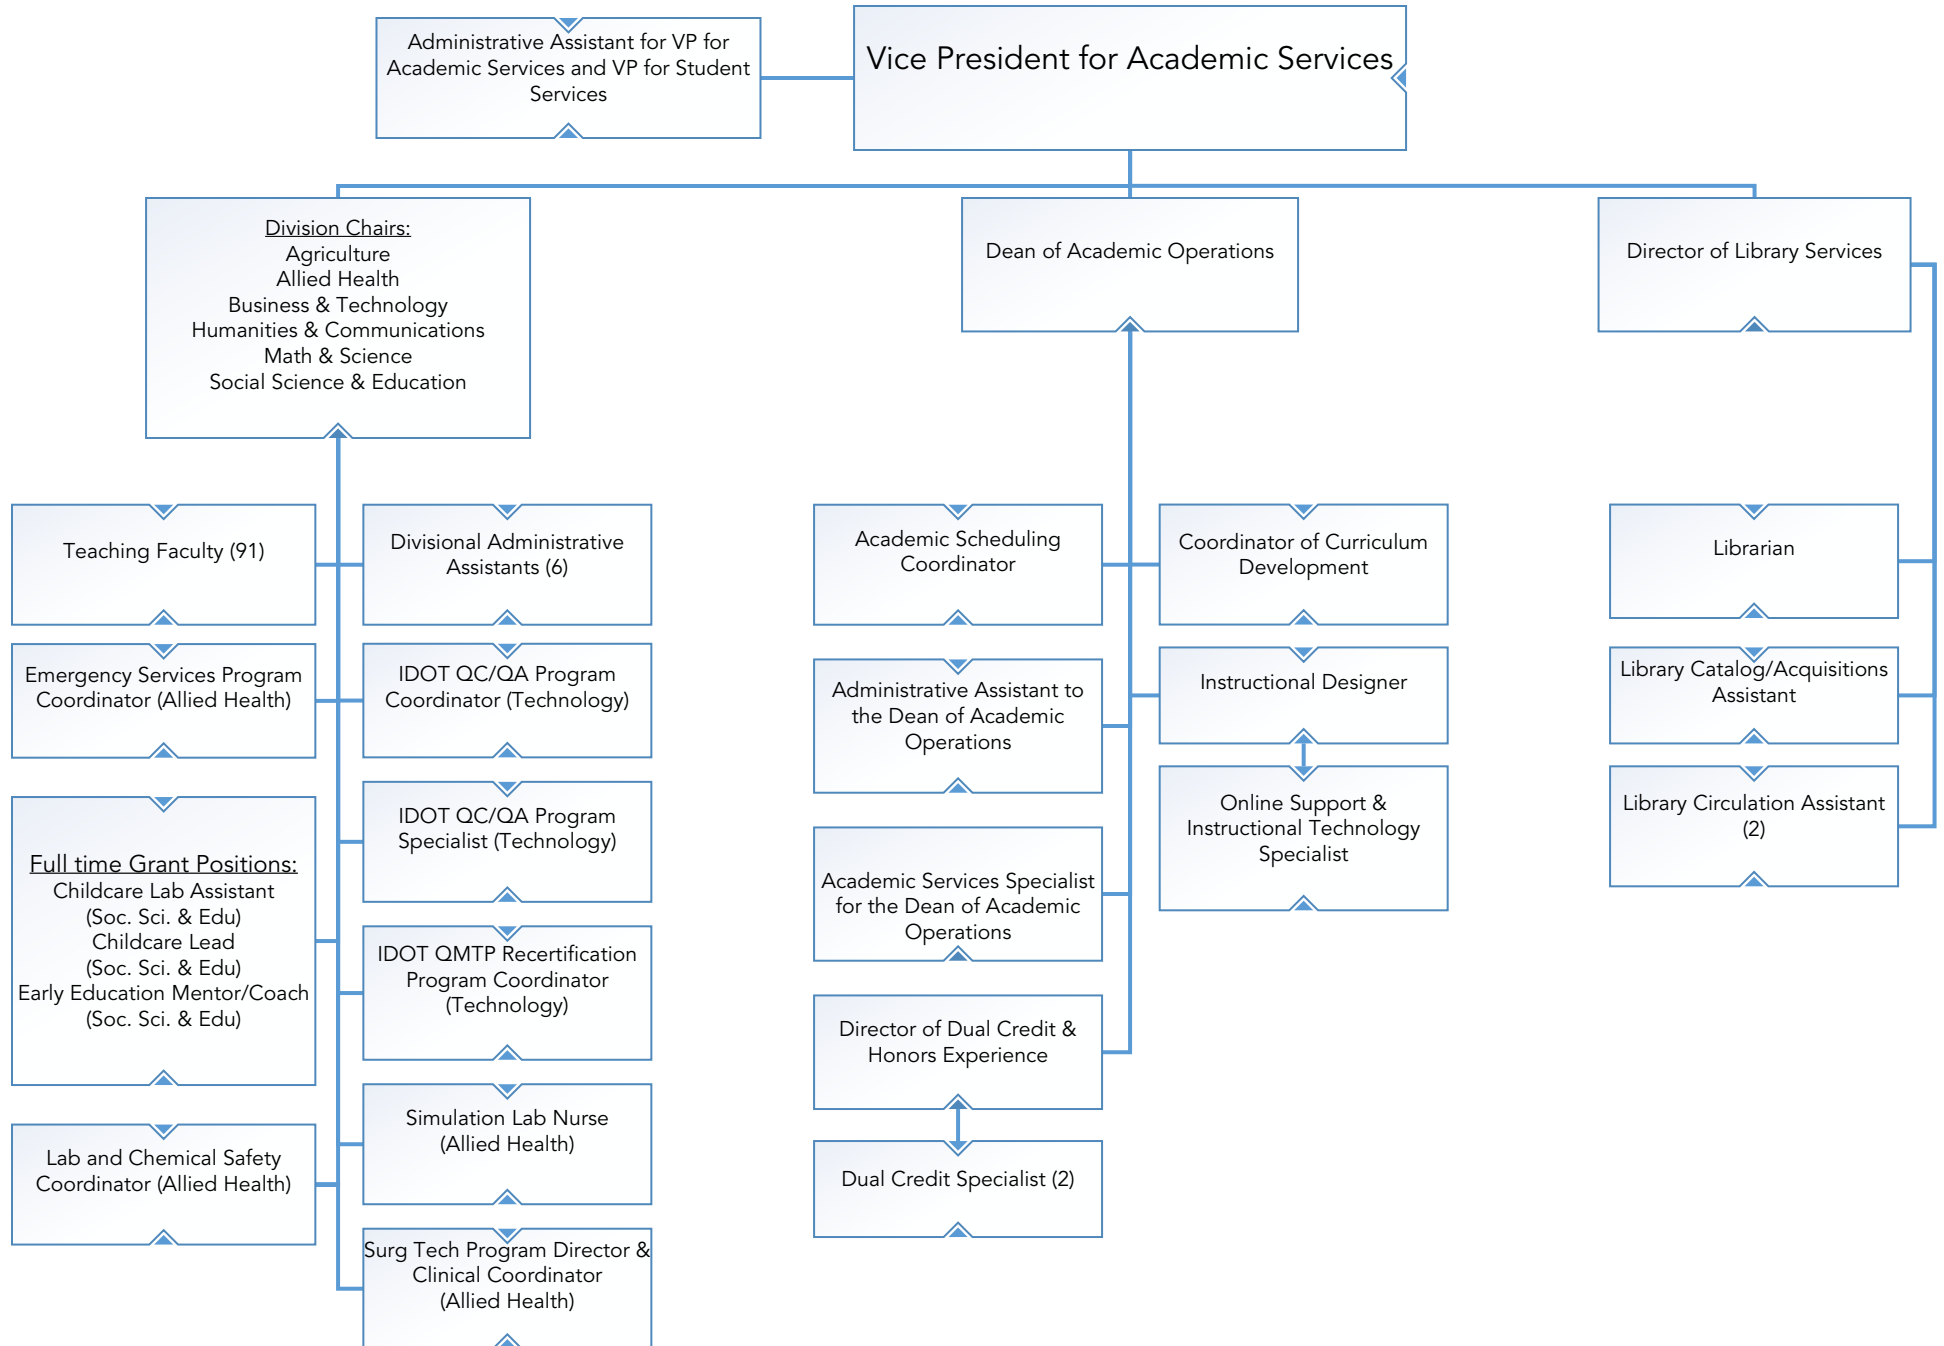 Administrative Assistant for VP for
Academic Services and VP for Student
Services
Vice President for Academic Services
Division Chairs:
Agriculture
Allied Health
Business & Technology
Humanities & Communications
Math & Science
Social Science & Education
Dean of Academic Operations
Director of Library Services
Teaching Faculty (91)
Divisional Administrative
Assistants (6)
Emergency Services Program
Coordinator (Allied Health)
IDOT QC/QA Program
Coordinator (Technology)
IDOT QC/QA Program
Specialist (Technology)
Full time Grant Positions:
Childcare Lab Assistant
(Soc. Sci. & Edu)
Childcare Lead
(Soc. Sci. & Edu)
Early Education Mentor/Coach
(Soc. Sci. & Edu)
IDOT QMTP Recertification
Program Coordinator
(Technology)
Simulation Lab Nurse
(Allied Health)
Lab and Chemical Safety
Coordinator (Allied Health)
Surg Tech Program Director &
Clinical Coordinator
(Allied Health)
Academic Scheduling
Coordinator
Coordinator of Curriculum
Development
Administrative Assistant to
the Dean of Academic
Operations
Instructional Designer
Online Support &
Instructional Technology
Specialist
Academic Services Specialist
for the Dean of Academic
Operations
Director of Dual Credit &
Honors Experience
Dual Credit Specialist (2)
Librarian
Library Catalog/Acquisitions
Assistant
Library Circulation Assistant
(2)